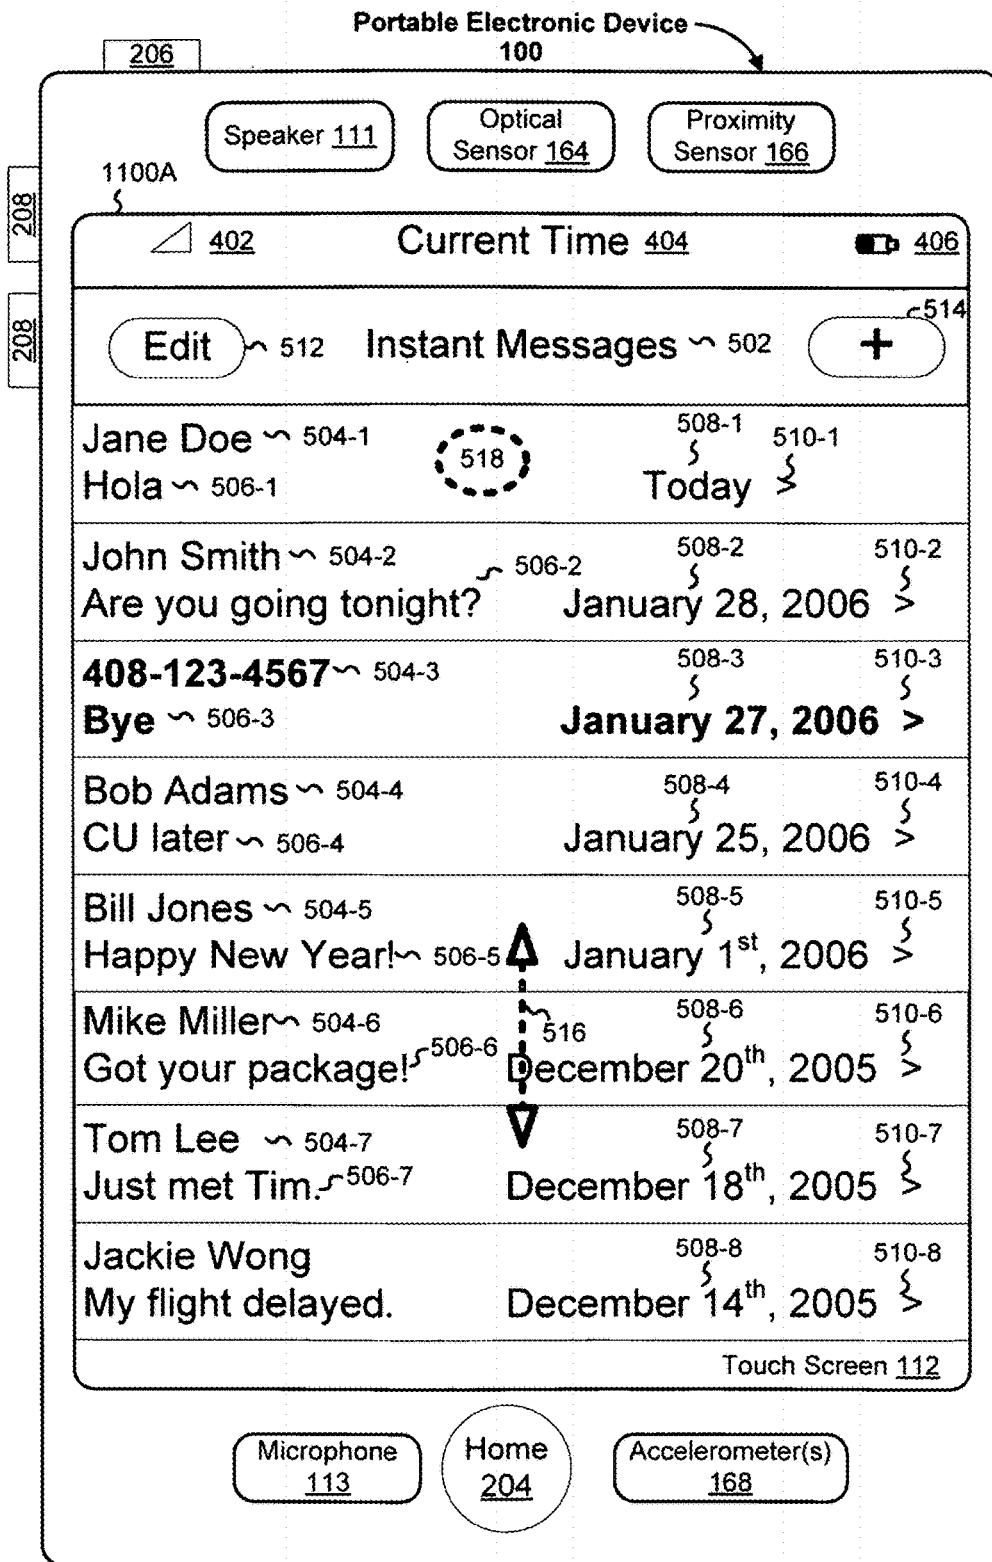 Portable Electronic Device
100
206
Speaker 111
Optical
Sensor 164
Proximity
Sensor 166
1100A
208
208
402
Current Time 404
406
514
Edit
512
Instant Messages
502
+
Jane Doe
504-1
Hola
506-1
518
508-1
510-1
Today >
John Smith
504-2
506-2
508-2
510-2
Are you going tonight?
January 28, 2006 >
408-123-4567
504-3
508-3
510-3
Bye
506-3
January 27, 2006 >
Bob Adams
504-4
508-4
510-4
CU later
506-4
January 25, 2006 >
Bill Jones
504-5
508-5
510-5
Happy New Year!
506-5
January 1st, 2006 >
Mike Miller
504-6
516
508-6
510-6
Got your package!
506-6
December 20th, 2005 >
Tom Lee
504-7
508-7
510-7
Just met Tim.
506-7
December 18th, 2005 >
Jackie Wong
508-8
510-8
My flight delayed.
December 14th, 2005 >
Touch Screen 112
Microphone
113
Home
204
Accelerometer(s)
168